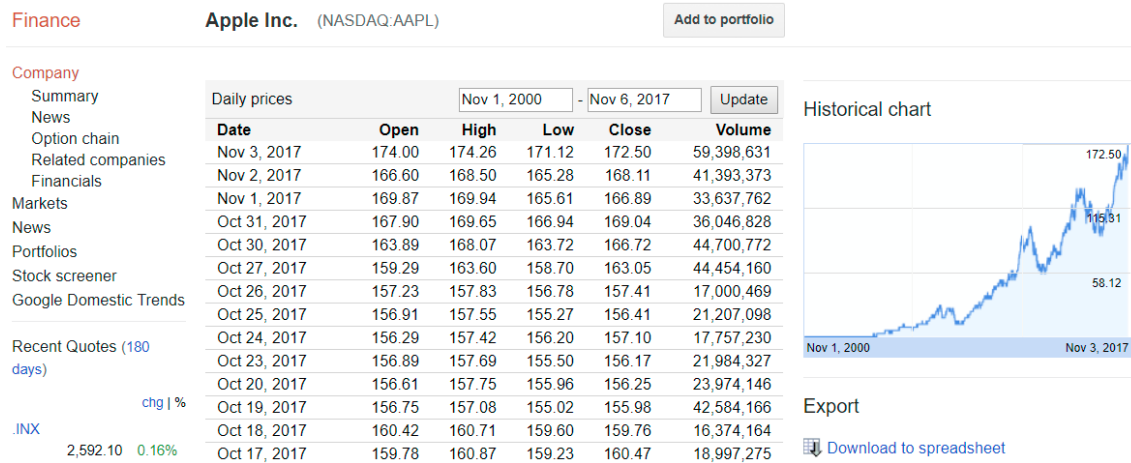 Finance
Apple Inc. (NASDAQ:AAPL)
Add to portfolio
Company
Summary
News
Option chain
Related companies
Financials
Markets
News
Portfolios
Stock screener
Google Domestic Trends
Recent Quotes (180
days)
chg | %
.INX
2,592.10 0.16%
Daily prices Nov 1, 2000 - Nov 6, 2017 Update
Date Open High Low Close Volume
Nov 3, 2017 174.00 174.26 171.12 172.50 59,398,631
Nov 2, 2017 166.60 168.50 165.28 168.11 41,393,373
Nov 1, 2017 169.87 169.94 165.61 166.89 33,637,762
Oct 31, 2017 167.90 169.65 166.94 169.04 36,046,828
Oct 30, 2017 163.89 168.07 163.72 166.72 44,700,772
Oct 27, 2017 159.29 163.60 158.70 163.05 44,454,160
Oct 26, 2017 157.23 157.83 156.78 157.41 17,000,469
Oct 25, 2017 156.91 157.55 155.27 156.41 21,207,098
Oct 24, 2017 156.29 157.42 156.20 157.10 17,757,230
Oct 23, 2017 156.89 157.69 155.50 156.17 21,984,327
Oct 20, 2017 156.61 157.75 155.96 156.25 23,974,146
Oct 19, 2017 156.75 157.08 155.02 155.98 42,584,166
Oct 18, 2017 160.42 160.71 159.60 159.76 16,374,164
Oct 17, 2017 159.78 160.87 159.23 160.47 18,997,275
Historical chart
172.50
115.31
58.12
Nov 1, 2000 Nov 3, 2017
Export
Download to spreadsheet